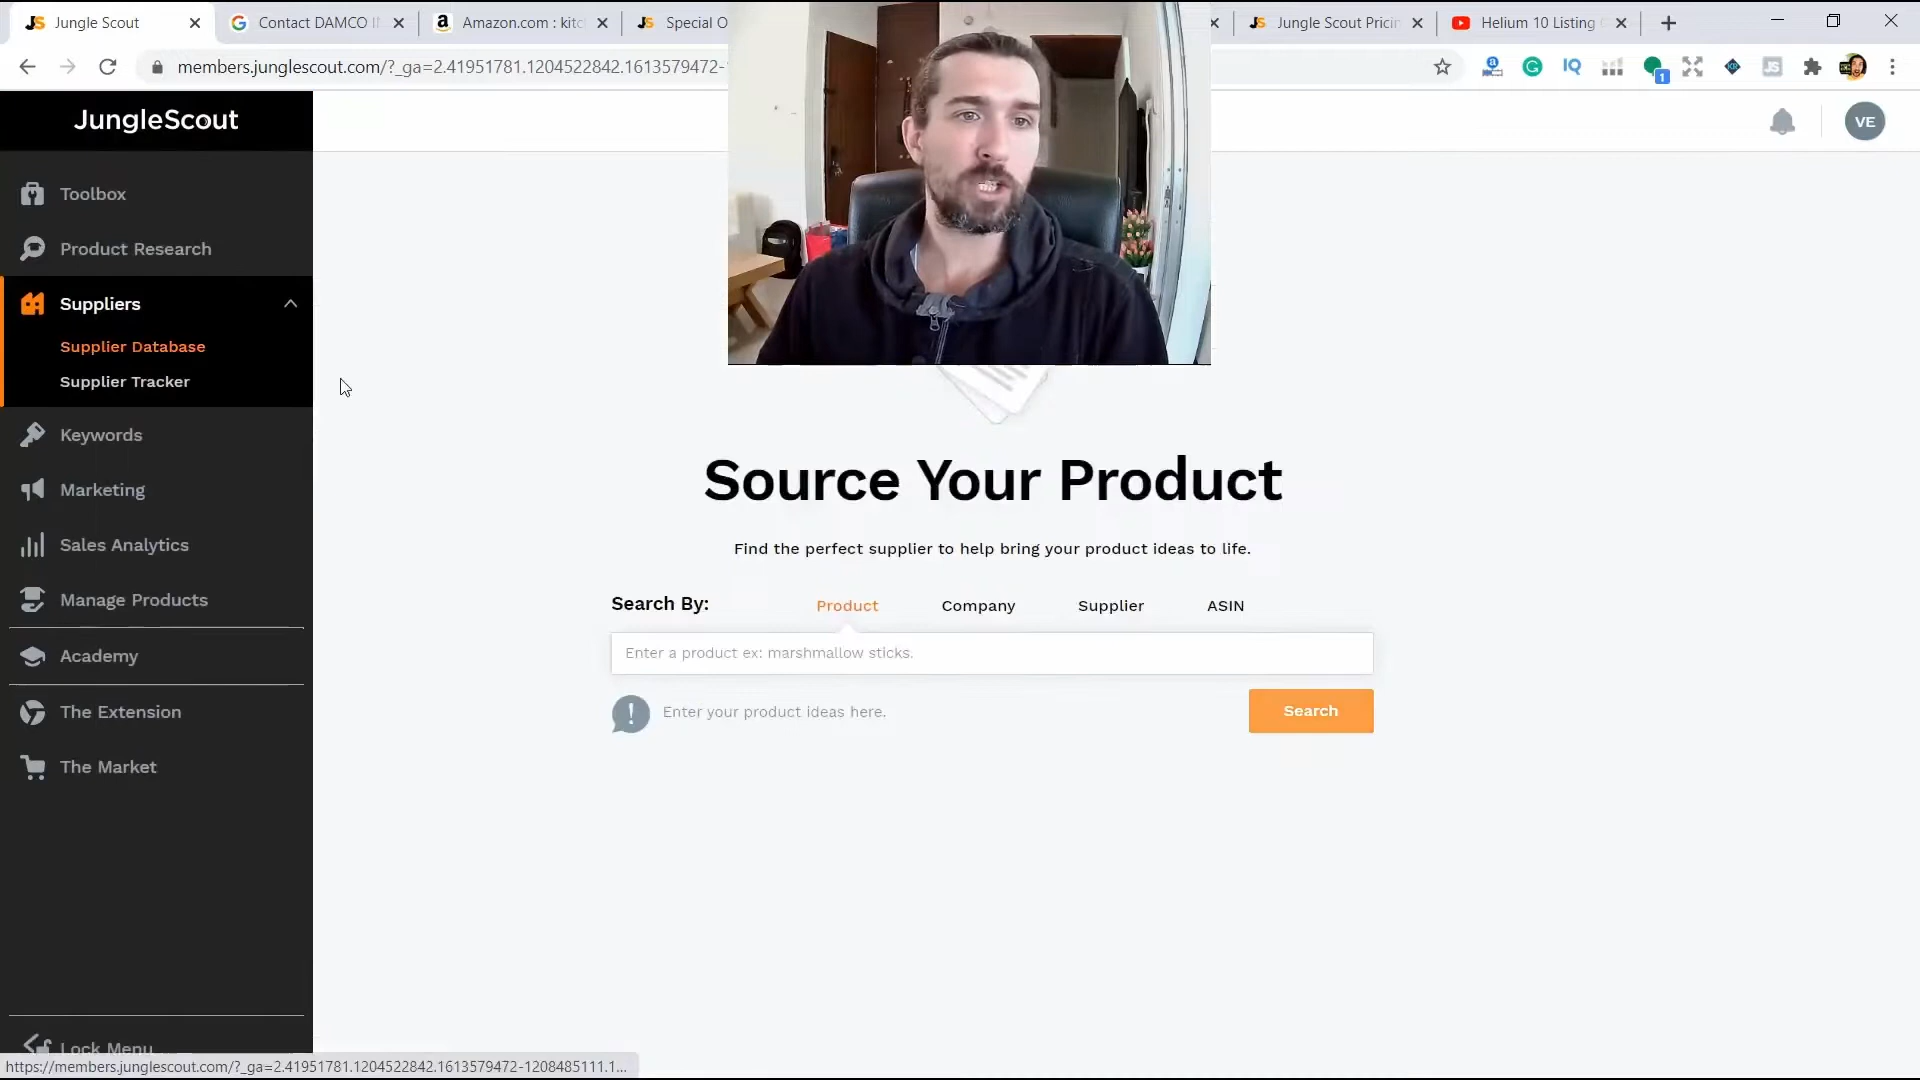 Jungle Scout
Contact DAMCO
Amazon.com : kitc
Special O
Jungle Scout Pricin
Helium 10 Listing
members.junglescout.com/?_ga=2.41951781.1204522842.1613579472-
IQ
1
JS
JungleScout
VE
Toolbox
Product Research
Suppliers
Supplier Database
Supplier Tracker
Keywords
Marketing
Sales Analytics
Manage Products
Academy
The Extension
The Market
Lock Menu
Source Your Product
Find the perfect supplier to help bring your product ideas to life.
Search By: Product Company Supplier ASIN
Enter a product ex: marshmallow sticks.
Enter your product ideas here.
Search
https://members.junglescout.com/?_ga=2.41951781.1204522842.1613579472-1208485111.1...